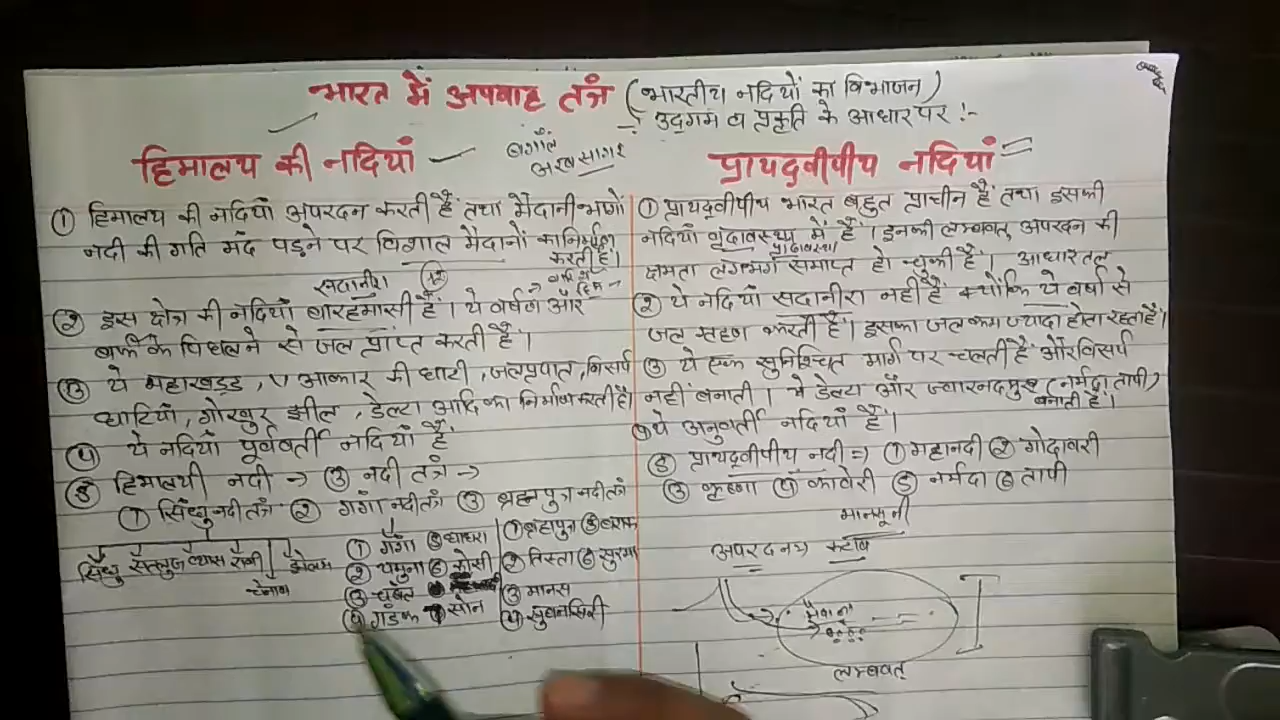 भारत में अपवाह तंत्र (भारतीय नदियों का विभाजन)
उद्गम व प्रकृति के आधार पर :-
हिमालय की नदियाँ
बंगाल
अरब सागर
① हिमालय की नदियाँ अपरदन करती हैं तथा मैदानी भागों
नदी की गति मंद पड़ने पर विशाल मैदानों का निर्माण
करती हैं।
सदानीरा
② इस क्षेत्र की नदियाँ बारहमासी हैं। ये वर्षण और
बर्फ के पिघलने से जल प्राप्त करती हैं।
③ ये महाखड्ड, V आकार की घाटी, जलप्रपात, विसर्प
घाटियाँ, गोखुर झील, डेल्टा आदि का निर्माण करती हैं।
④ ये नदियाँ पूर्ववर्ती नदियाँ हैं
⑤ हिमालयी नदी → ③ नदी तंत्र →
① सिंधु नदी तंत्र ② गंगा नदीतंत्र ③ ब्रह्मपुत्र नदीतंत्र
सिंधु सतलुज व्यास रावी झेलम
चेनाब
① गंगा ⑤ घाघरा
② यमुना ⑥ कोसी
③ चंबल
④ गंडक सोन
① ब्रह्मपुत्र ⑤ बराक
② तिस्ता ⑥ सुरमा
③ मानस
④ सुबनसिरी
प्रायद्वीपीय नदियाँ
① प्रायद्वीपीय भारत बहुत प्राचीन है तथा इसकी
नदियाँ वृद्धावस्था में हैं। इनकी लम्बवत् अपरदन की
प्रौढ़ावस्था
क्षमता लगभग समाप्त हो चुकी है। आधारतल
② ये नदियाँ सदानीरा नहीं हैं क्योंकि ये वर्षा से
जल ग्रहण करती हैं। इसका जल कम ज्यादा होता रहता है।
③ ये एक सुनिश्चित मार्ग पर चलती हैं और विसर्प
नहीं बनाती। ये डेल्टा और ज्वारनदमुख (नर्मदा तापी)
बनाती हैं।
ये अनुवर्ती नदियाँ हैं।
⑤ प्रायद्वीपीय नदी ⇒ ① महानदी ② गोदावरी
③ कृष्णा ④ कावेरी ⑤ नर्मदा ⑥ तापी
मानसूनी
अपरदन → कटाव
मैदानी
लम्बवत्